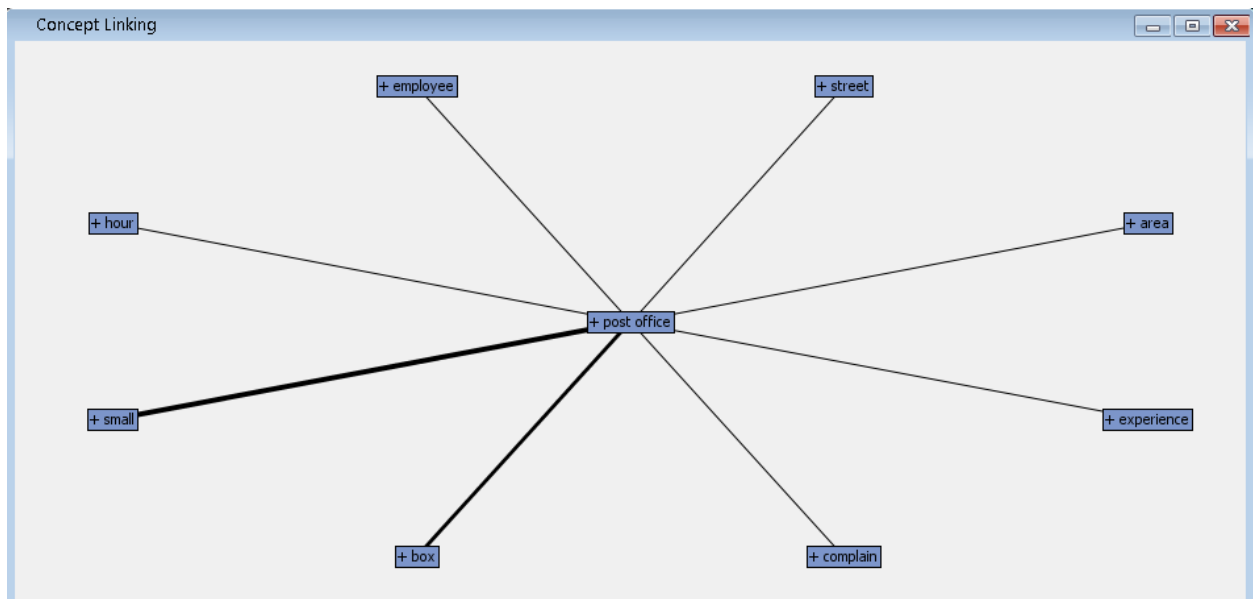 Concept Linking
+ employee
+ street
+ hour
+ area
+ post office
+ small
+ experience
+ box
+ complain